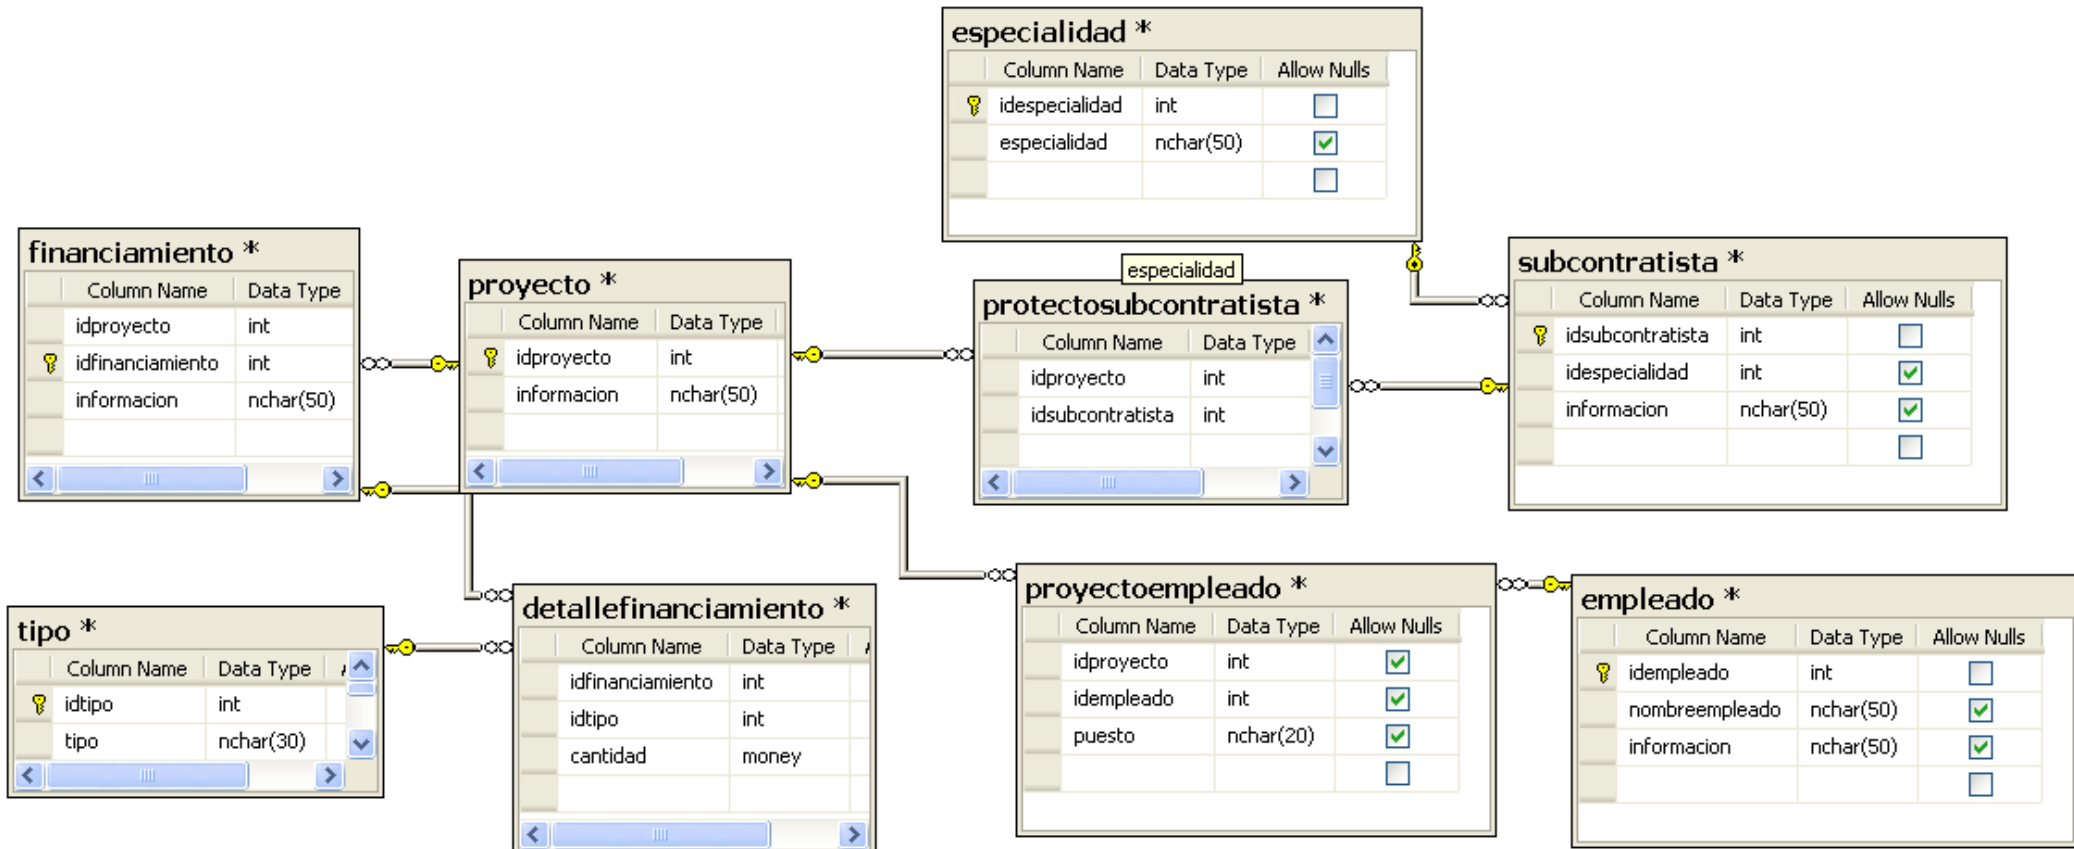 especialidad *
Column Name Data Type Allow Nulls
idespecialidad int
especialidad nchar(50)
financiamiento *
Column Name Data Type
idproyecto int
idfinanciamiento int
informacion nchar(50)
proyecto *
Column Name Data Type
idproyecto int
informacion nchar(50)
especialidad
protectosubcontratista *
Column Name Data Type
idproyecto int
idsubcontratista int
subcontratista *
Column Name Data Type Allow Nulls
idsubcontratista int
idespecialidad int
informacion nchar(50)
tipo *
Column Name Data Type
idtipo int
tipo nchar(30)
detallefinanciamiento *
Column Name Data Type
idfinanciamiento int
idtipo int
cantidad money
proyectoempleado *
Column Name Data Type Allow Nulls
idproyecto int
idempleado int
puesto nchar(20)
empleado *
Column Name Data Type Allow Nulls
idempleado int
nombreempleado nchar(50)
informacion nchar(50)